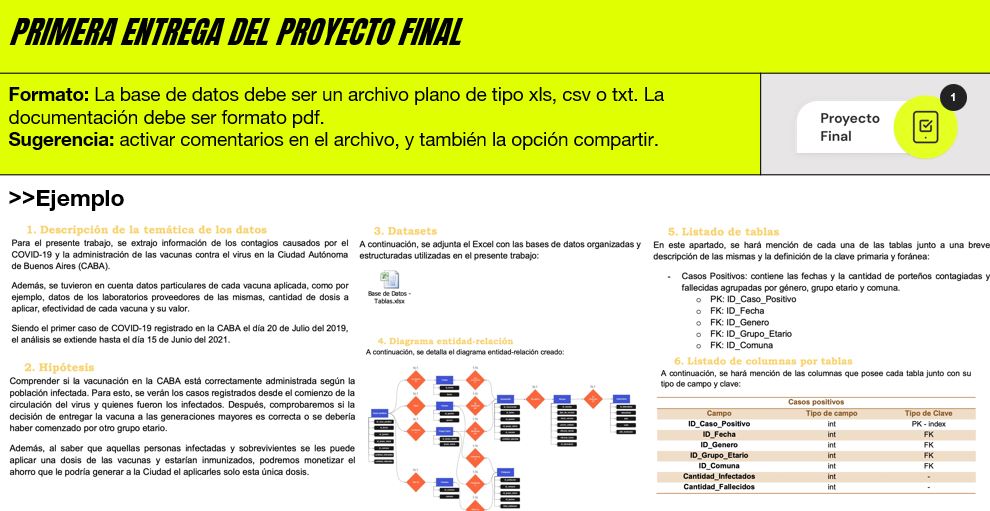 PRIMERA ENTREGA DEL PROYECTO FINAL
Formato: La base de datos debe ser un archivo plano de tipo xls, csv o txt. La
documentación debe ser formato pdf.
Sugerencia: activar comentarios en el archivo, y también la opción compartir.
1
Proyecto
Final
>>Ejemplo
1. Descripción de la temática de los datos
Para el presente trabajo, se extrajo información de los contagios causados por el
COVID-19 y la administración de las vacunas contra el virus en la Ciudad Autónoma
de Buenos Aires (CABA).
Además, se tuvieron en cuenta datos particulares de cada vacuna aplicada, como por
ejemplo, datos de los laboratorios proveedores de las mismas, cantidad de dosis a
aplicar, efectividad de cada vacuna y su valor.
Siendo el primer caso de COVID-19 registrado en la CABA el día 20 de Julio del 2019,
el análisis se extiende hasta el día 15 de Junio del 2021.
2. Hipótesis
Comprender si la vacunación en la CABA está correctamente administrada según la
población infectada. Para esto, se verán los casos registrados desde el comienzo de la
circulación del virus y quienes fueron los infectados. Después, comprobaremos si la
decisión de entregar la vacuna a las generaciones mayores es correcta o se debería
haber comenzado por otro grupo etario.
Además, al saber que aquellas personas infectadas y sobrevivientes se les puede
aplicar una dosis de las vacunas y estarían inmunizados, podremos monetizar el
ahorro que le podría generar a la Ciudad el aplicarles solo esta única dosis.
3. Datasets
A continuación, se adjunta el Excel con las bases de datos organizadas y
estructuradas utilizadas en el presente trabajo:
Base de Datos -
Tablas.xlsx
4. Diagrama entidad-relación
A continuación, se detalla el diagrama entidad-relación creado:
5. Listado de tablas
En este apartado, se hará mención de cada una de las tablas junto a una breve
descripción de las mismas y la definición de la clave primaria y foránea:
- Casos Positivos: contiene las fechas y la cantidad de porteños contagiadas y
fallecidas agrupadas por género, grupo etario y comuna.
o PK: ID_Caso_Positivo
o FK: ID_Fecha
o FK: ID_Genero
o FK: ID_Grupo_Etario
o FK: ID_Comuna
6. Listado de columnas por tablas
A continuación, se hará mención de las columnas que posee cada tabla junto con su
tipo de campo y clave:
Casos positivos
Campo Tipo de campo Tipo de Clave
ID_Caso_Positivo int PK - index
ID_Fecha int FK
ID_Genero int FK
ID_Grupo_Etario int FK
ID_Comuna int FK
Cantidad_Infectados int -
Cantidad_Fallecidos int -